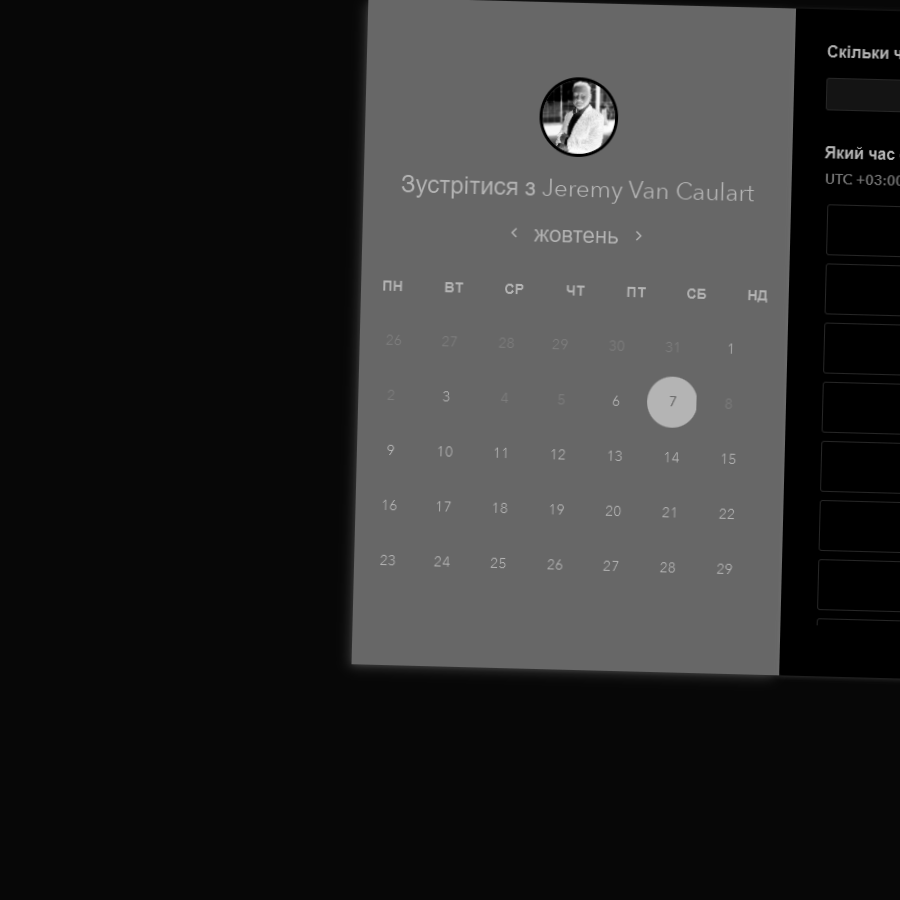 Зустрітися з Jeremy Van Caulart
жовтень
ПН ВТ СР ЧТ ПТ СБ НД
26 27 28 29 30 31 1
2 3 4 5 6 7 8
9 10 11 12 13 14 15
16 17 18 19 20 21 22
23 24 25 26 27 28 29
Скільки
Який час
UTC +03:00